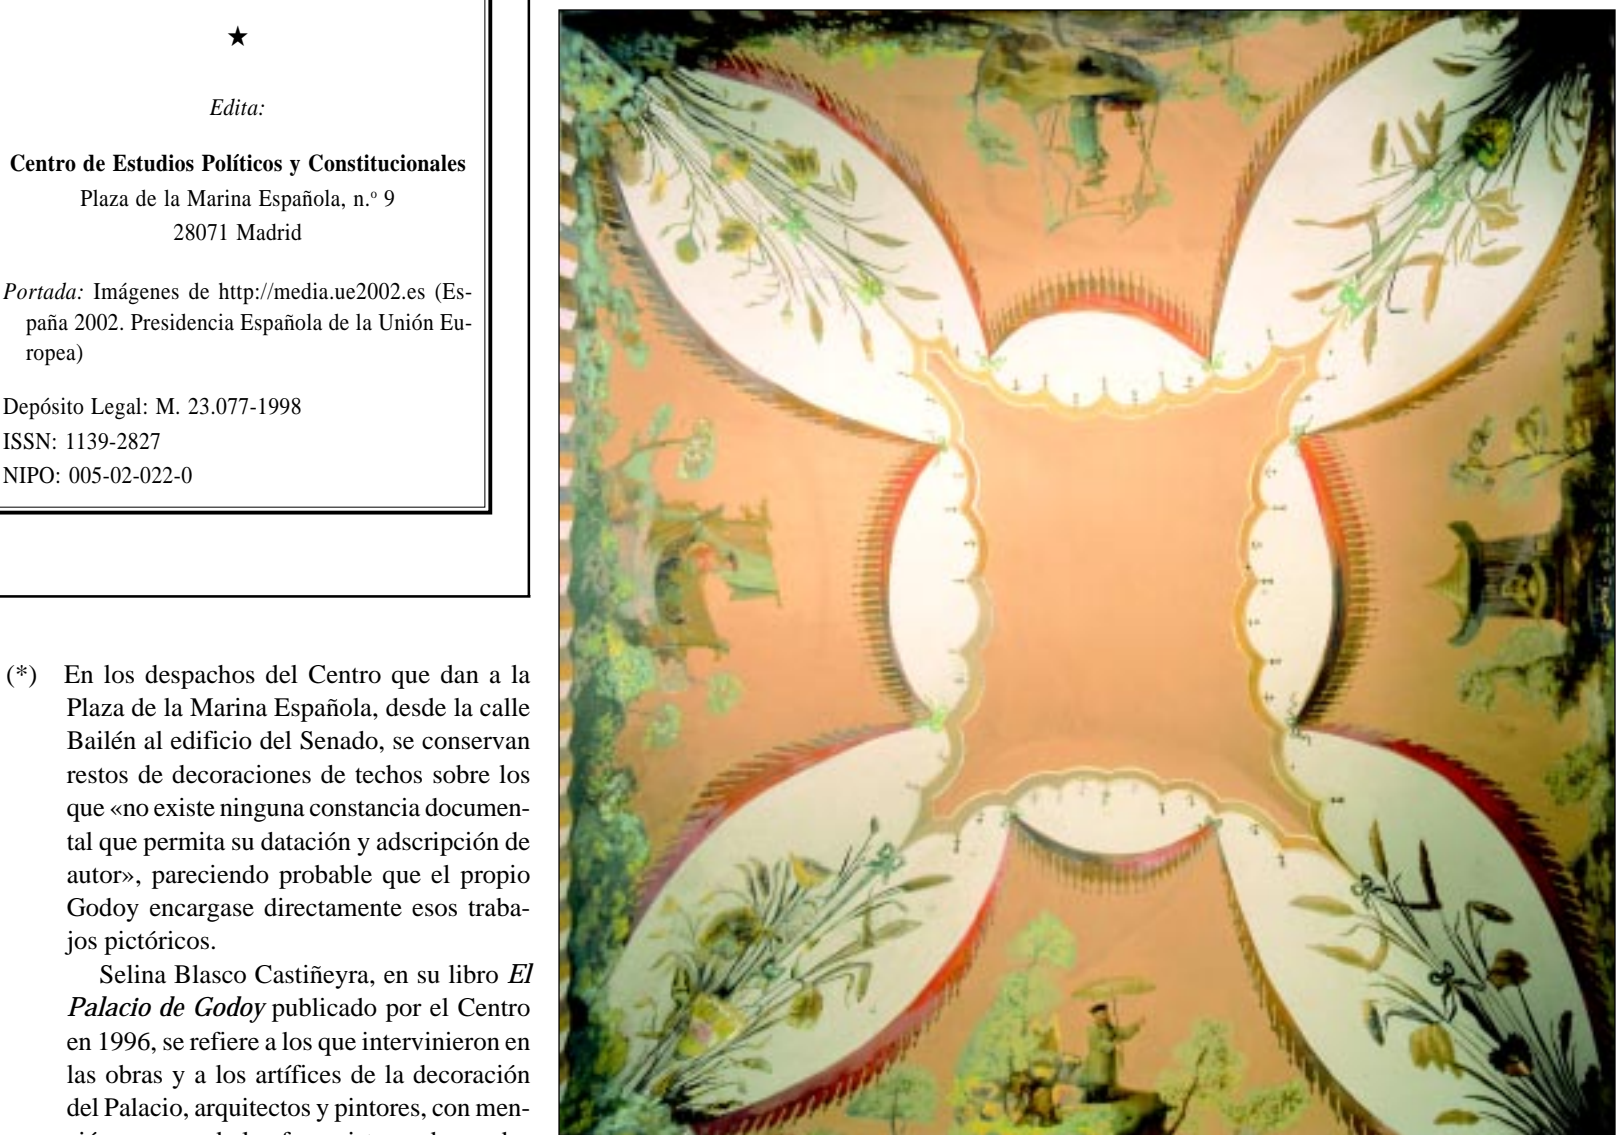 ★
Edita:
Centro de Estudios Políticos y Constitucionales
Plaza de la Marina Española, n.º 9
28071 Madrid
Portada: Imágenes de http://media.ue2002.es (Es-
paña 2002. Presidencia Española de la Unión Eu-
ropea)
Depósito Legal: M. 23.077-1998
ISSN: 1139-2827
NIPO: 005-02-022-0
(*) En los despachos del Centro que dan a la
Plaza de la Marina Española, desde la calle
Bailén al edificio del Senado, se conservan
restos de decoraciones de techos sobre los
que «no existe ninguna constancia documen-
tal que permita su datación y adscripción de
autor», pareciendo probable que el propio
Godoy encargase directamente esos traba-
jos pictóricos.
Selina Blasco Castiñeyra, en su libro El
Palacio de Godoy publicado por el Centro
en 1996, se refiere a los que intervinieron en
las obras y a los artífices de la decoración
del Palacio, arquitectos y pintores, con men-